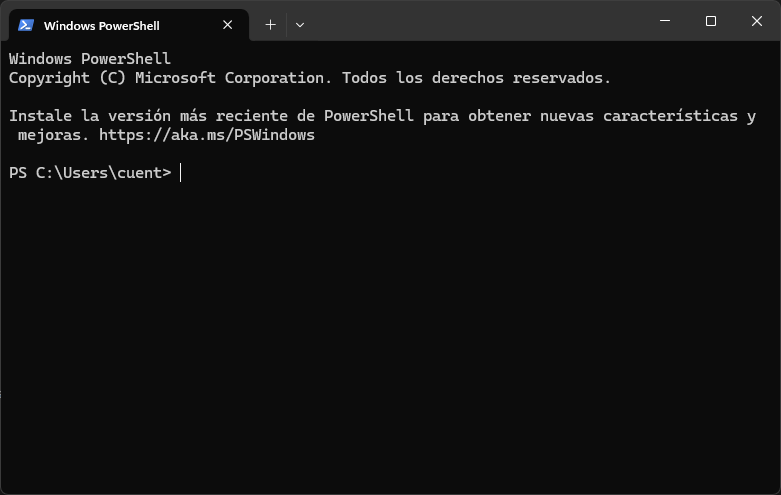 Windows PowerShell
Windows PowerShell
Copyright (C) Microsoft Corporation. Todos los derechos reservados.
Instale la versión más reciente de PowerShell para obtener nuevas características y
mejoras. https://aka.ms/PSWindows
PS C:\Users\cuent>